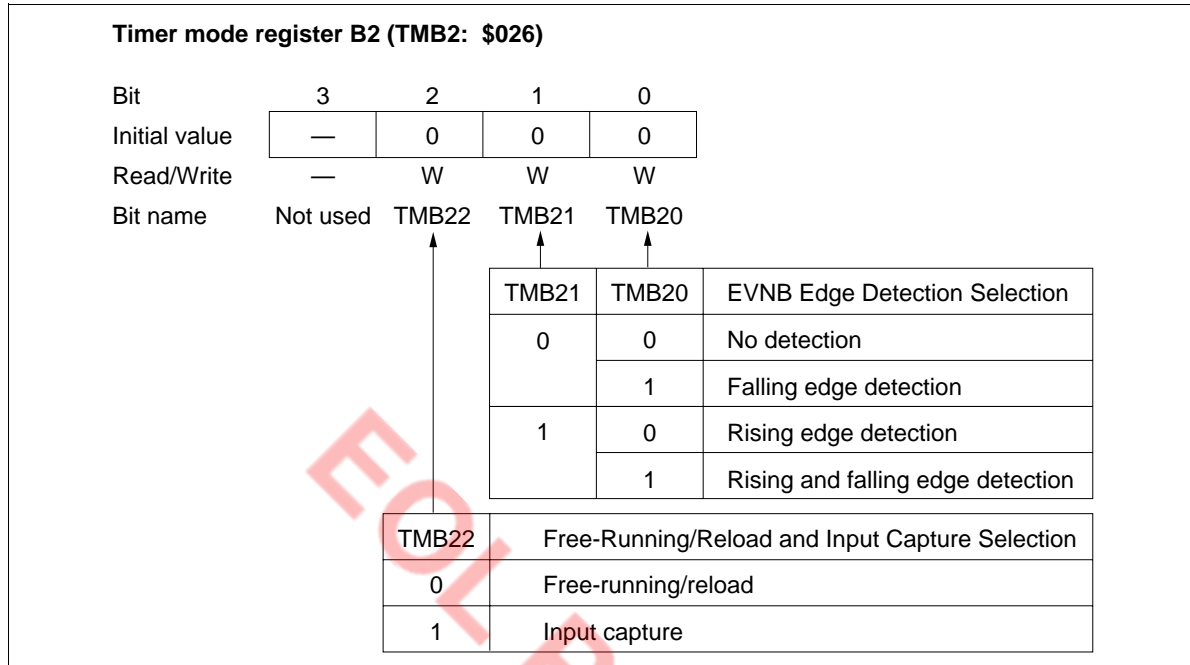 Timer mode register B2 (TMB2: $026)
Bit 3 2 1 0
Initial value — 0 0 0
Read/Write — W W W
Bit name Not used TMB22 TMB21 TMB20
TMB21 TMB20 EVNB Edge Detection Selection
0 0 No detection
1 Falling edge detection
1 0 Rising edge detection
1 Rising and falling edge detection
TMB22 Free-Running/Reload and Input Capture Selection
0 Free-running/reload
1 Input capture
EOL